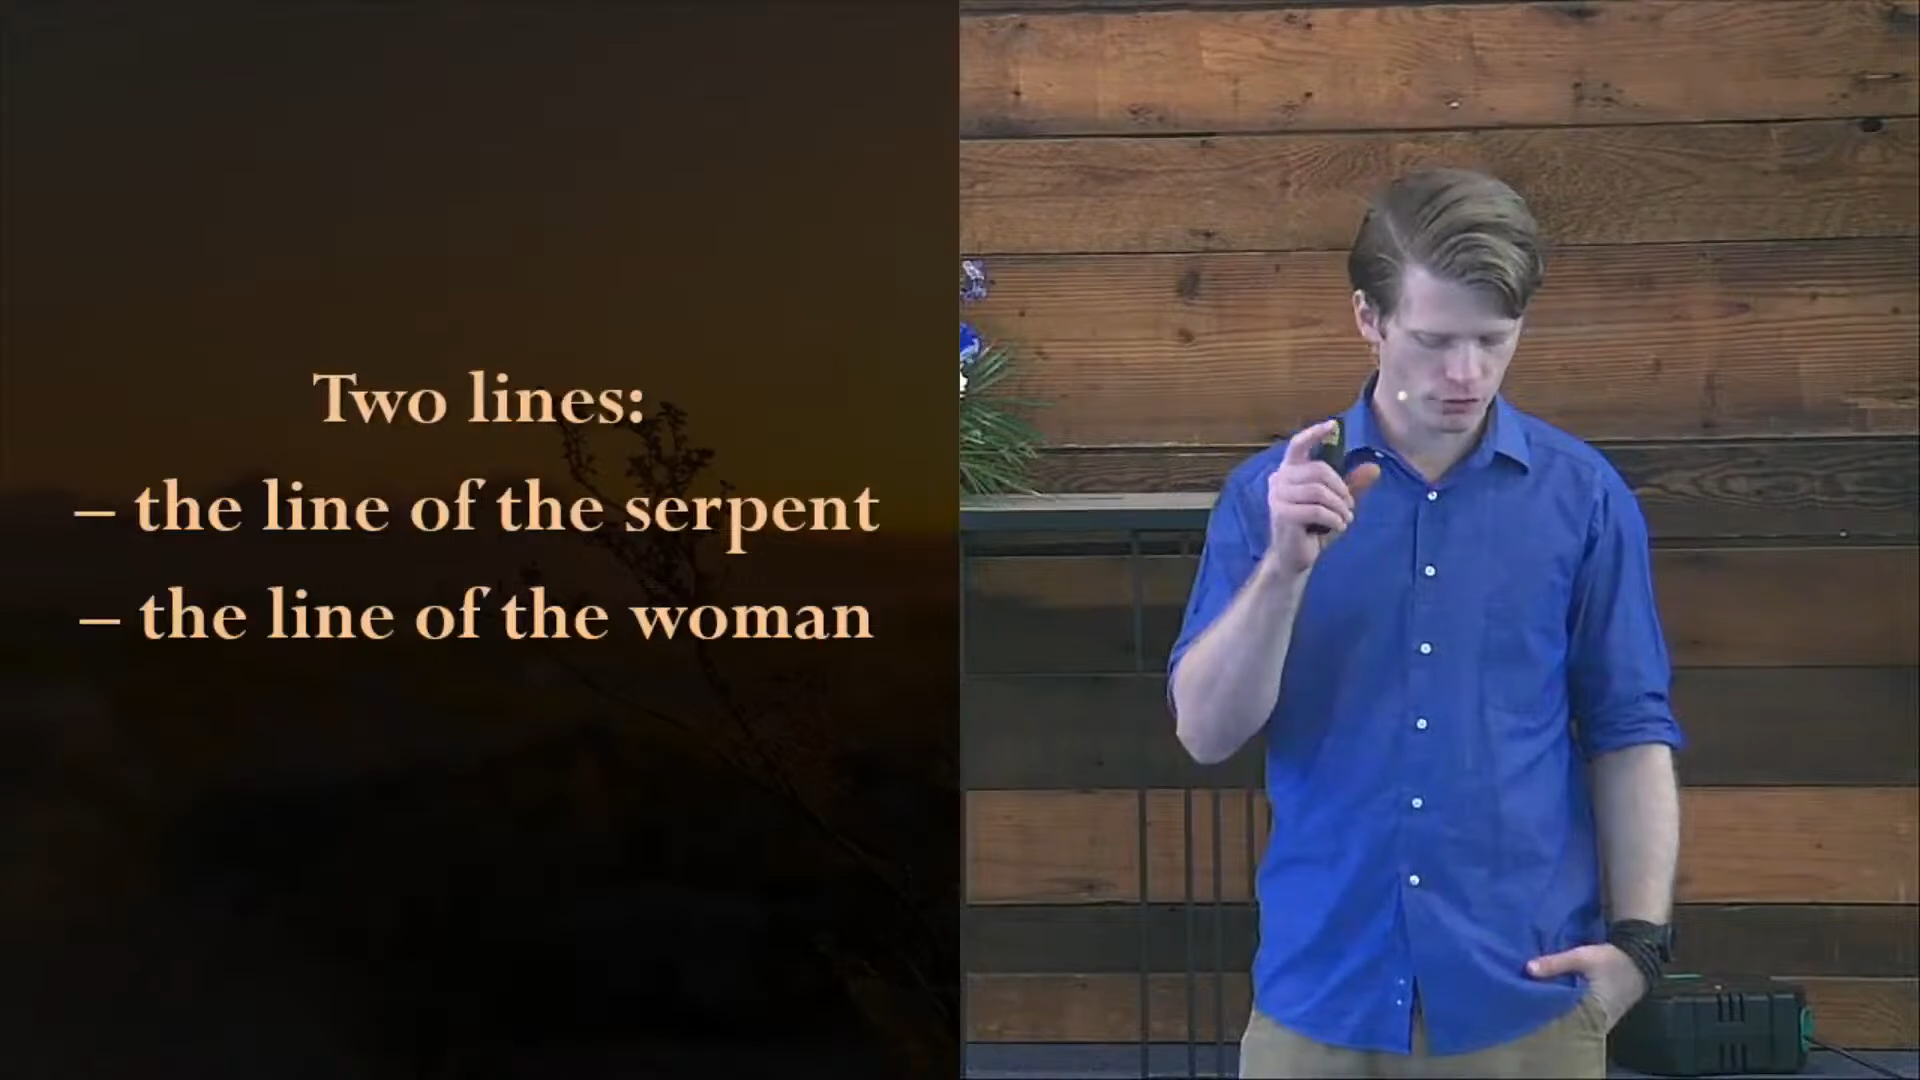 Two lines:
– the line of the serpent
– the line of the woman